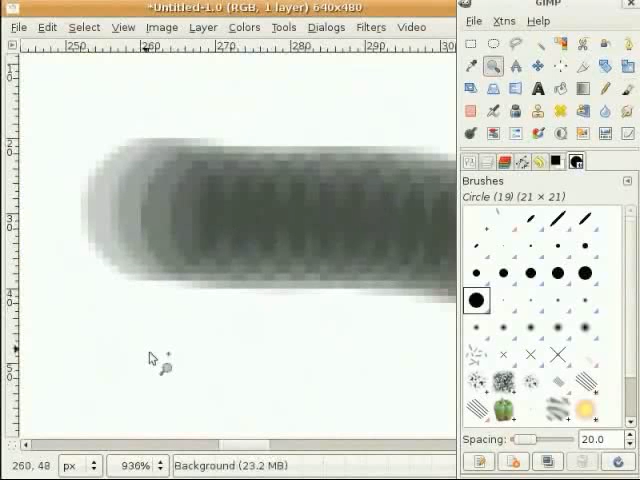 *Untitled-1.0 (RGB, 1 layer) 640x480
GIMP
File Edit Select View Image Layer Colors Tools Dialogs Filters Video
File Xtns Help
250 260 270 280 290 300
Brushes
Circle (19) (21 × 21)
Spacing: 20.0
260, 48 px 936% Background (23.2 MB)